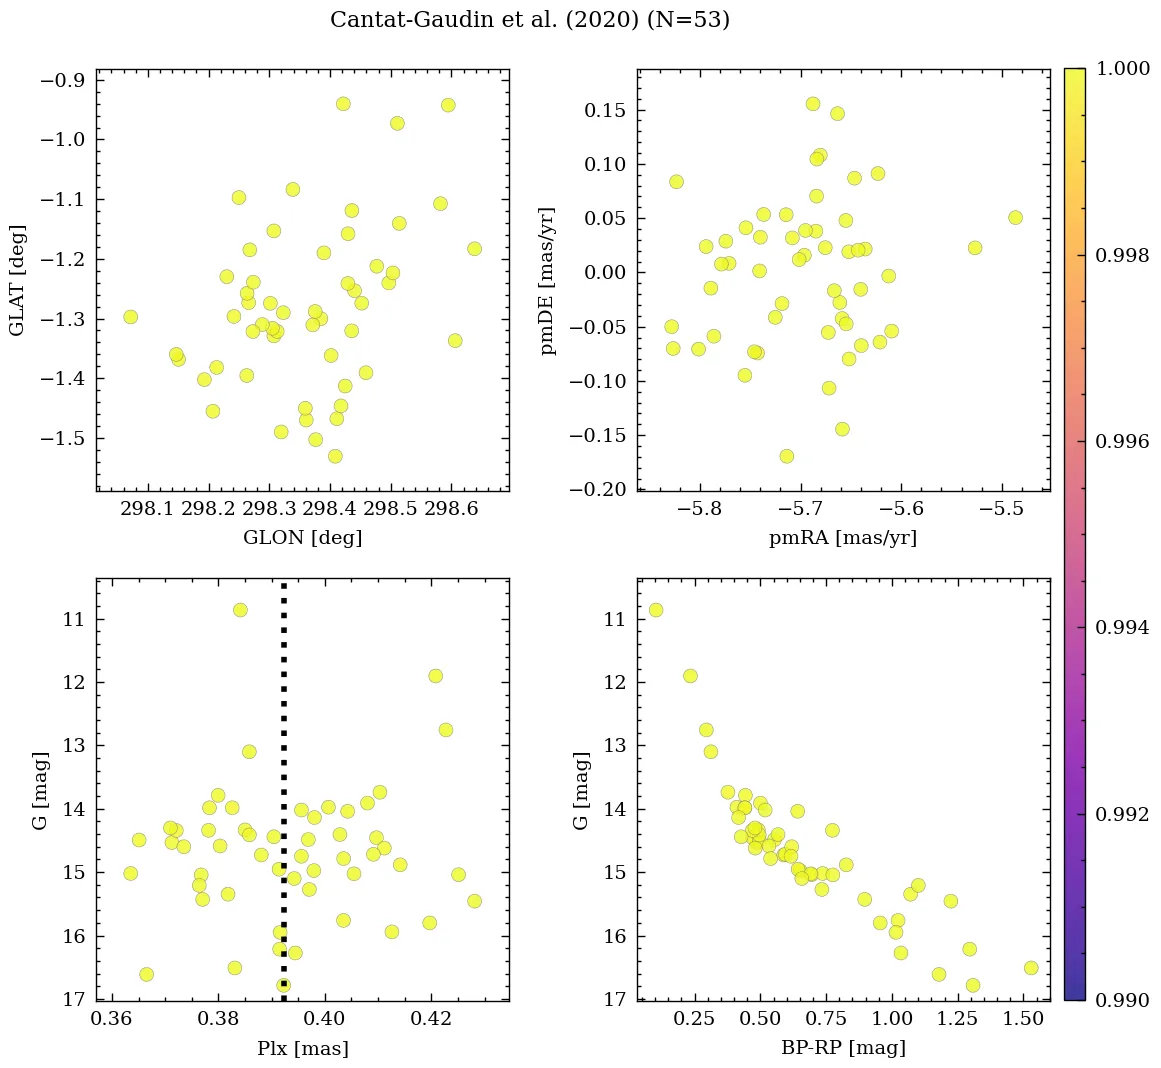 Cantat-Gaudin et al. (2020) (N=53)
−0.9
−1.0
−1.1
−1.2
−1.3
−1.4
−1.5
GLAT [deg]
298.1 298.2 298.3 298.4 298.5 298.6
GLON [deg]
0.15
0.10
0.05
0.00
−0.05
−0.10
−0.15
−0.20
pmDE [mas/yr]
−5.8 −5.7 −5.6 −5.5
pmRA [mas/yr]
11
12
13
14
15
16
17
G [mag]
0.36 0.38 0.40 0.42
Plx [mas]
11
12
13
14
15
16
17
G [mag]
0.25 0.50 0.75 1.00 1.25 1.50
BP-RP [mag]
1.000
0.998
0.996
0.994
0.992
0.990